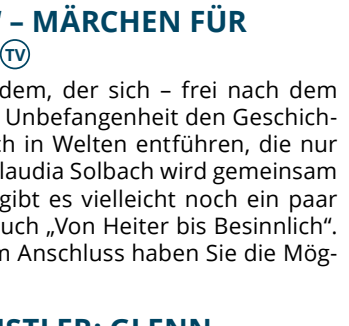 – MÄRCHEN FÜR
TV
dem, der sich – frei nach dem
Unbefangenheit den Geschich-
ch in Welten entführen, die nur
laudia Solbach wird gemeinsam
gibt es vielleicht noch ein paar
uch „Von Heiter bis Besinnlich“.
m Anschluss haben Sie die Mög-
STLER: GLENN